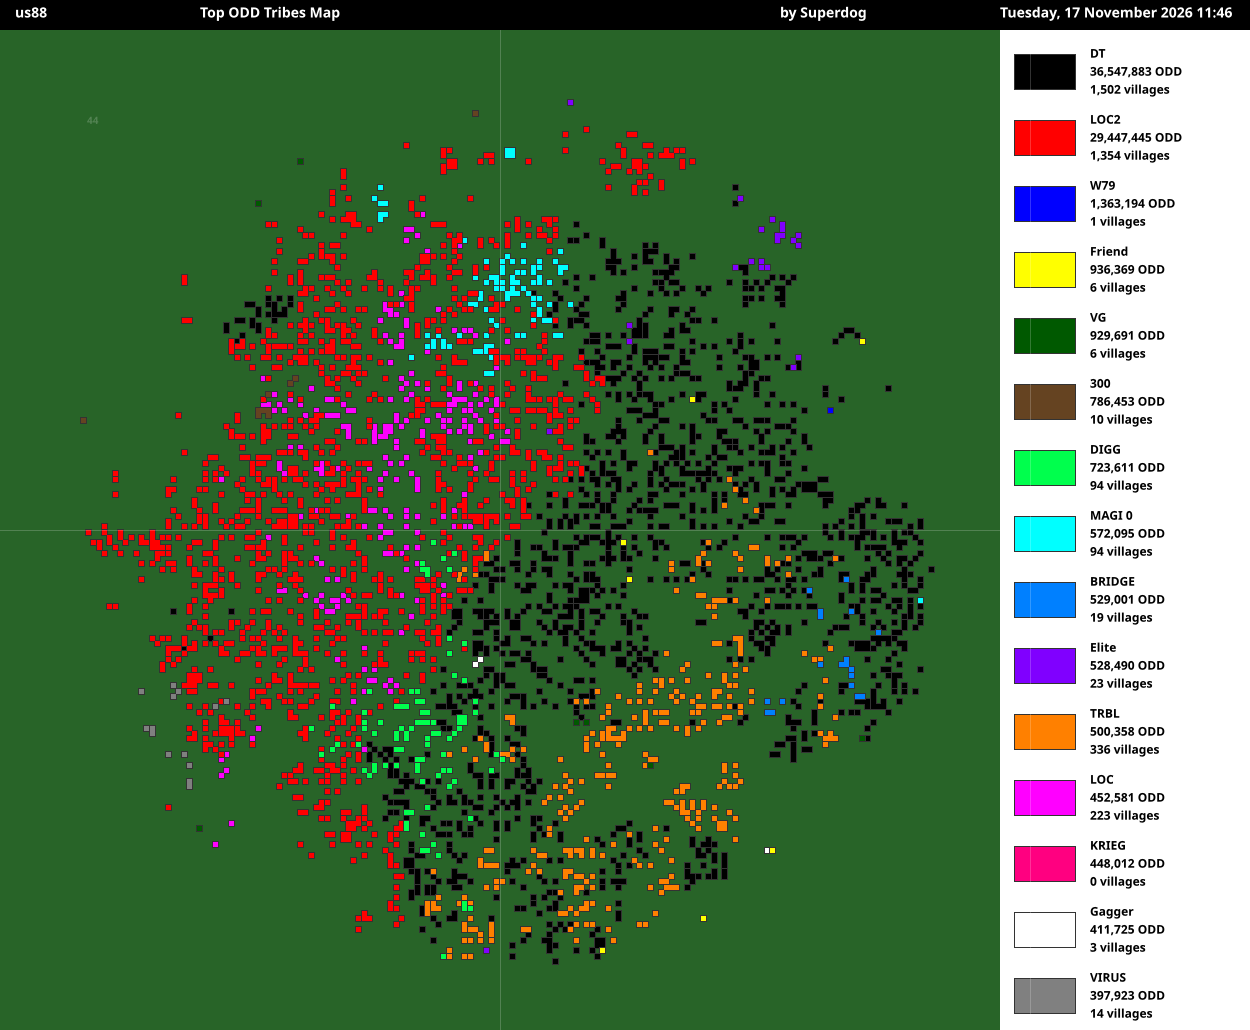 us88 Top ODD Tribes Map by Superdog Tuesday, 17 November 2026 11:46
44
DT
36,547,883 ODD
1,502 villages
LOC2
29,447,445 ODD
1,354 villages
W79
1,363,194 ODD
1 villages
Friend
936,369 ODD
6 villages
VG
929,691 ODD
6 villages
300
786,453 ODD
10 villages
DIGG
723,611 ODD
94 villages
MAGI 0
572,095 ODD
94 villages
BRIDGE
529,001 ODD
19 villages
Elite
528,490 ODD
23 villages
TRBL
500,358 ODD
336 villages
LOC
452,581 ODD
223 villages
KRIEG
448,012 ODD
0 villages
Gagger
411,725 ODD
3 villages
VIRUS
397,923 ODD
14 villages